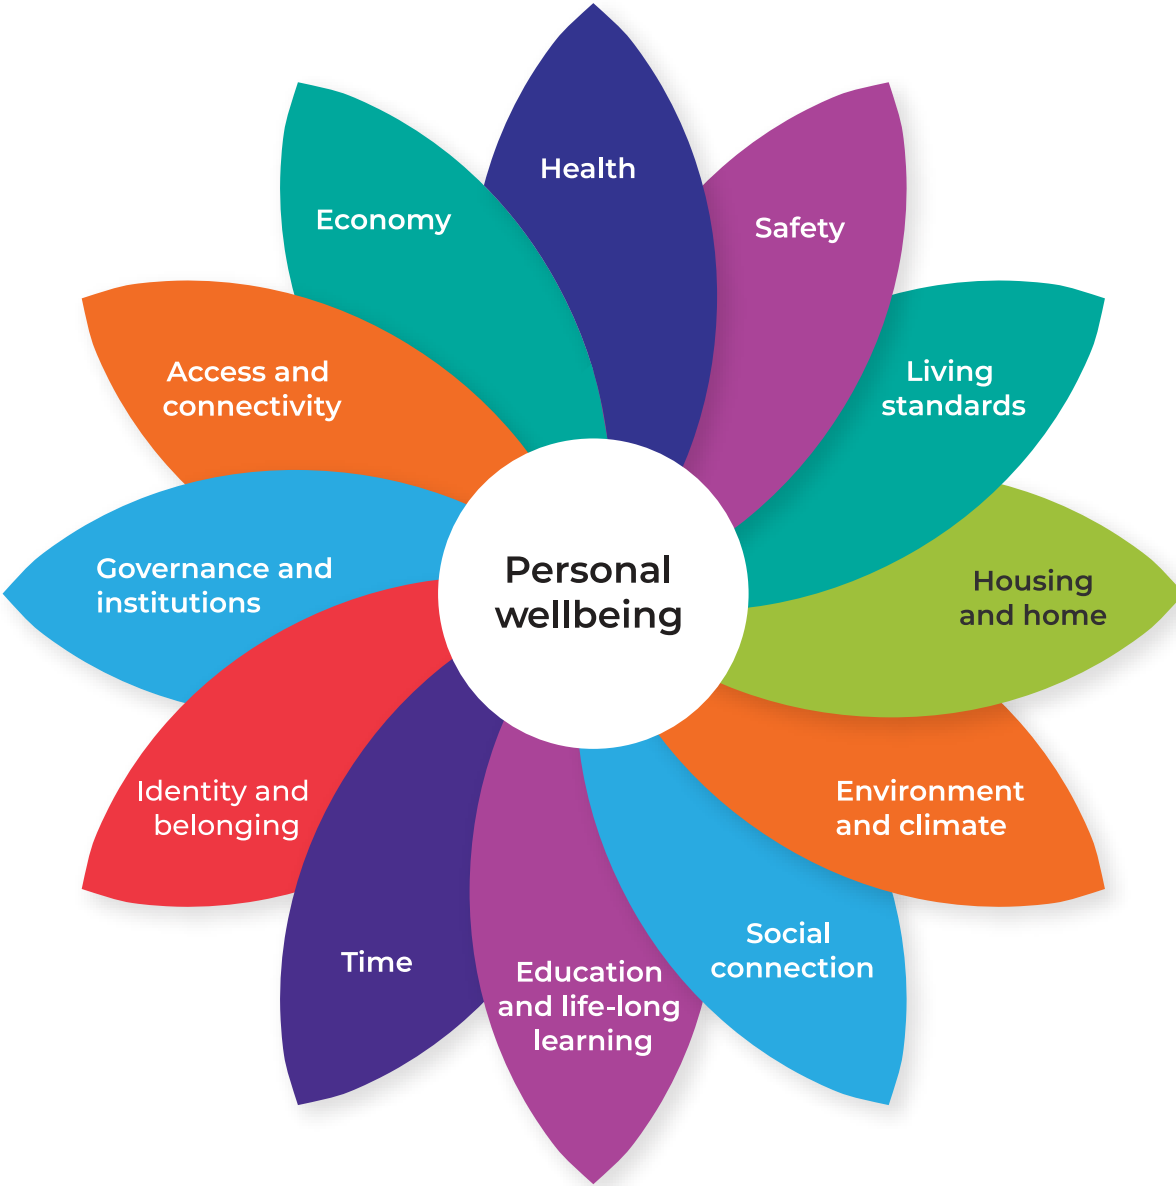 Health
Safety
Living
standards
Housing
and home
Environment
and climate
Social
connection
Education
and life-long
learning
Time
Identity and
belonging
Governance and
institutions
Access and
connectivity
Economy
Personal
wellbeing